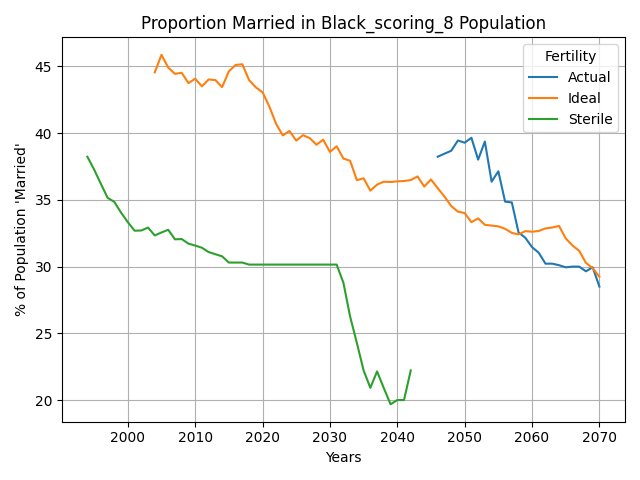 Proportion Married in Black_scoring_8 Population
Fertility
Actual
Ideal
Sterile
% of Population 'Married'
45
40
35
30
25
20
2000
2010
2020
2030
2040
2050
2060
2070
Years